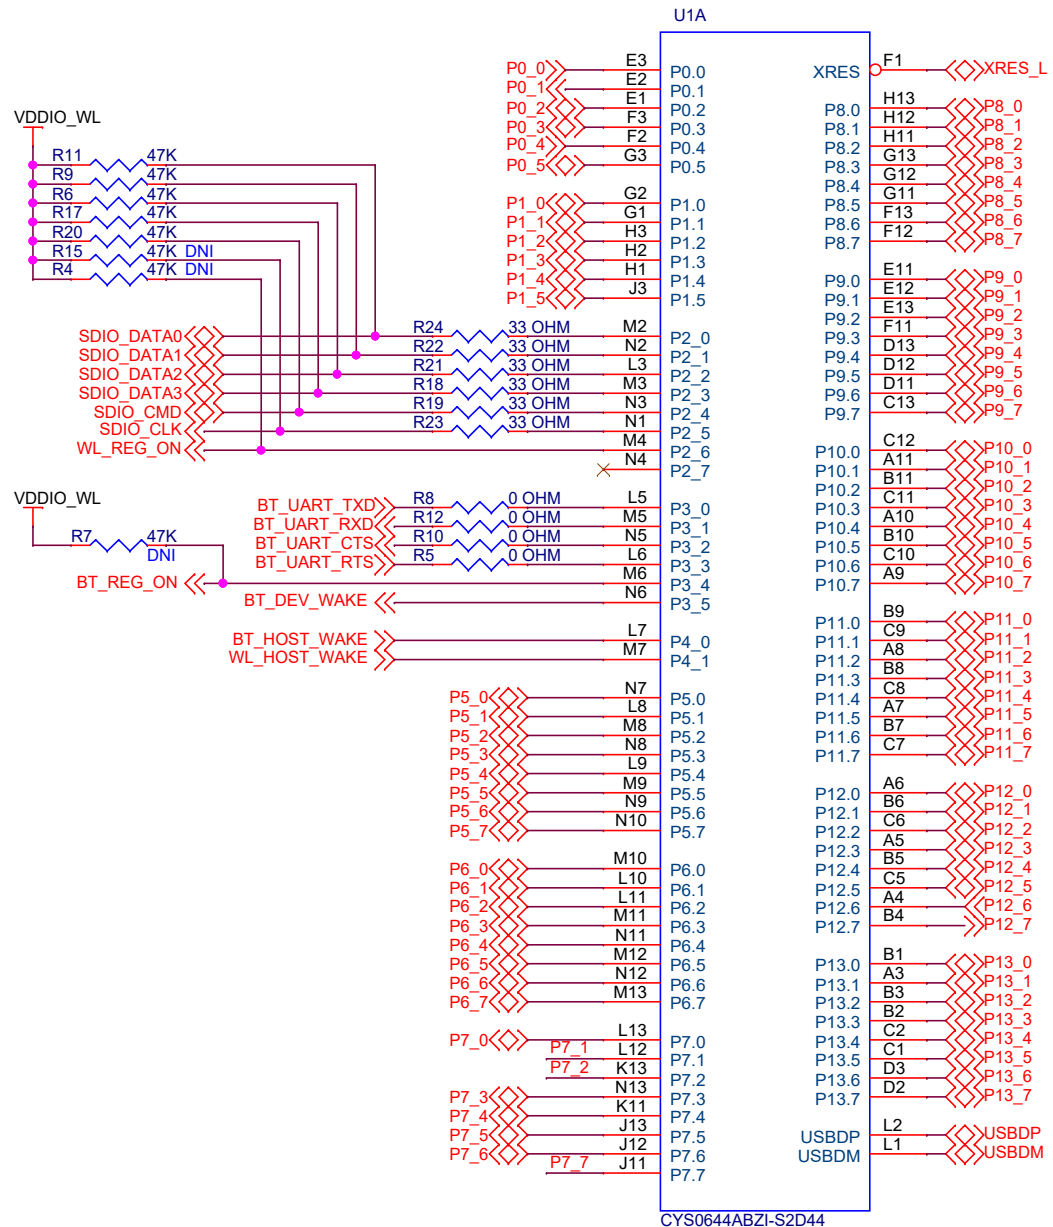 U1A
P0_0 E3 P0.0 XRES F1 XRES_L
P0_1 E2 P0.1
P0_2 E1 P0.2 P8.0 H13 P8_0
P0_3 F3 P0.3 P8.1 H12 P8_1
P0_4 F2 P0.4 P8.2 H11 P8_2
P0_5 G3 P0.5 P8.3 G13 P8_3
P8.4 G12 P8_4
P1_0 G2 P1.0 P8.5 G11 P8_5
P1_1 G1 P1.1 P8.6 F13 P8_6
P1_2 H3 P1.2 P8.7 F12 P8_7
P1_3 H2 P1.3
P1_4 H1 P1.4 P9.0 E11 P9_0
P1_5 J3 P1.5 P9.1 E12 P9_1
P9.2 E13 P9_2
VDDIO_WL
R11 47K
R9 47K
R6 47K
R17 47K
R20 47K
R15 47K DNI
R4 47K DNI
SDIO_DATA0 R24 33 OHM M2 P2_0 P9.3 F11 P9_3
SDIO_DATA1 R22 33 OHM N2 P2_1 P9.4 D13 P9_4
SDIO_DATA2 R21 33 OHM L3 P2_2 P9.5 D12 P9_5
SDIO_DATA3 R18 33 OHM M3 P2_3 P9.6 D11 P9_6
SDIO_CMD R19 33 OHM N3 P2_4 P9.7 C13 P9_7
SDIO_CLK R23 33 OHM N1 P2_5
WL_REG_ON M4 P2_6 P10.0 C12 P10_0
N4 P2_7 P10.1 A11 P10_1
P10.2 B11 P10_2
VDDIO_WL
BT_UART_TXD R8 0 OHM L5 P3_0 P10.3 C11 P10_3
BT_UART_RXD R12 0 OHM M5 P3_1 P10.4 A10 P10_4
R7 47K DNI
BT_UART_CTS R10 0 OHM N5 P3_2 P10.5 B10 P10_5
BT_UART_RTS R5 0 OHM L6 P3_3 P10.6 C10 P10_6
BT_REG_ON M6 P3_4 P10.7 A9 P10_7
BT_DEV_WAKE N6 P3_5
P11.0 B9 P11_0
BT_HOST_WAKE L7 P4_0 P11.1 C9 P11_1
WL_HOST_WAKE M7 P4_1 P11.2 A8 P11_2
P11.3 B8 P11_3
P5_0 N7 P5.0 P11.4 C8 P11_4
P5_1 L8 P5.1 P11.5 A7 P11_5
P5_2 M8 P5.2 P11.6 B7 P11_6
P5_3 N8 P5.3 P11.7 C7 P11_7
P5_4 L9 P5.4
P5_5 M9 P5.5 P12.0 A6 P12_0
P5_6 N9 P5.6 P12.1 B6 P12_1
P5_7 N10 P5.7 P12.2 C6 P12_2
P12.3 A5 P12_3
P6_0 M10 P6.0 P12.4 B5 P12_4
P6_1 L10 P6.1 P12.5 C5 P12_5
P6_2 L11 P6.2 P12.6 A4 P12_6
P6_3 M11 P6.3 P12.7 B4 P12_7
P6_4 N11 P6.4
P6_5 M12 P6.5 P13.0 B1 P13_0
P6_6 N12 P6.6 P13.1 A3 P13_1
P6_7 M13 P6.7 P13.2 B3 P13_2
P13.3 B2 P13_3
P7_0 L13 P7.0 P13.4 C2 P13_4
P7_1 L12 P7.1 P13.5 C1 P13_5
P7_2 K13 P7.2 P13.6 D3 P13_6
P7_3 N13 P7.3 P13.7 D2 P13_7
P7_4 K11 P7.4
P7_5 J13 P7.5 USBDP L2 USBDP
P7_6 J12 P7.6 USBDM L1 USBDM
P7_7 J11 P7.7
CYS0644ABZI-S2D44